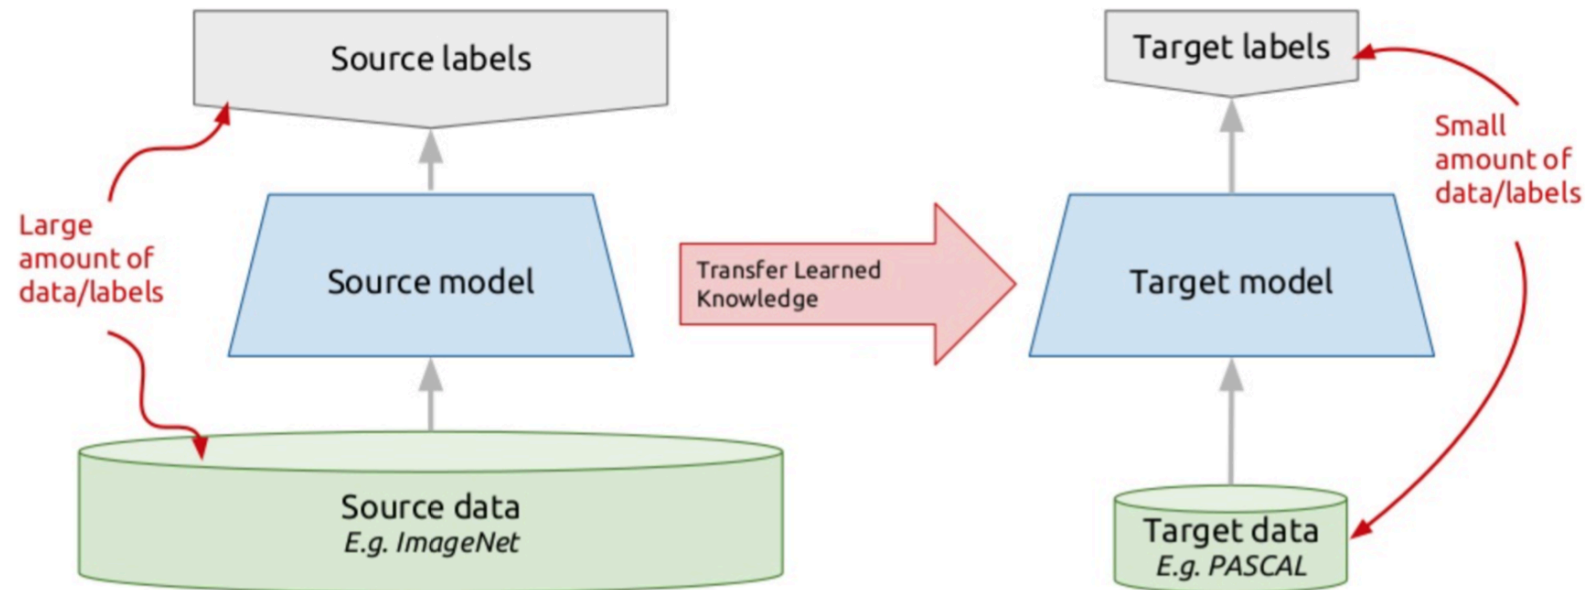 Source labels
Target labels
Large
amount of
data/labels
Small
amount of
data/labels
Source model
Transfer Learned
Knowledge
Target model
Source data
E.g. ImageNet
Target data
E.g. PASCAL